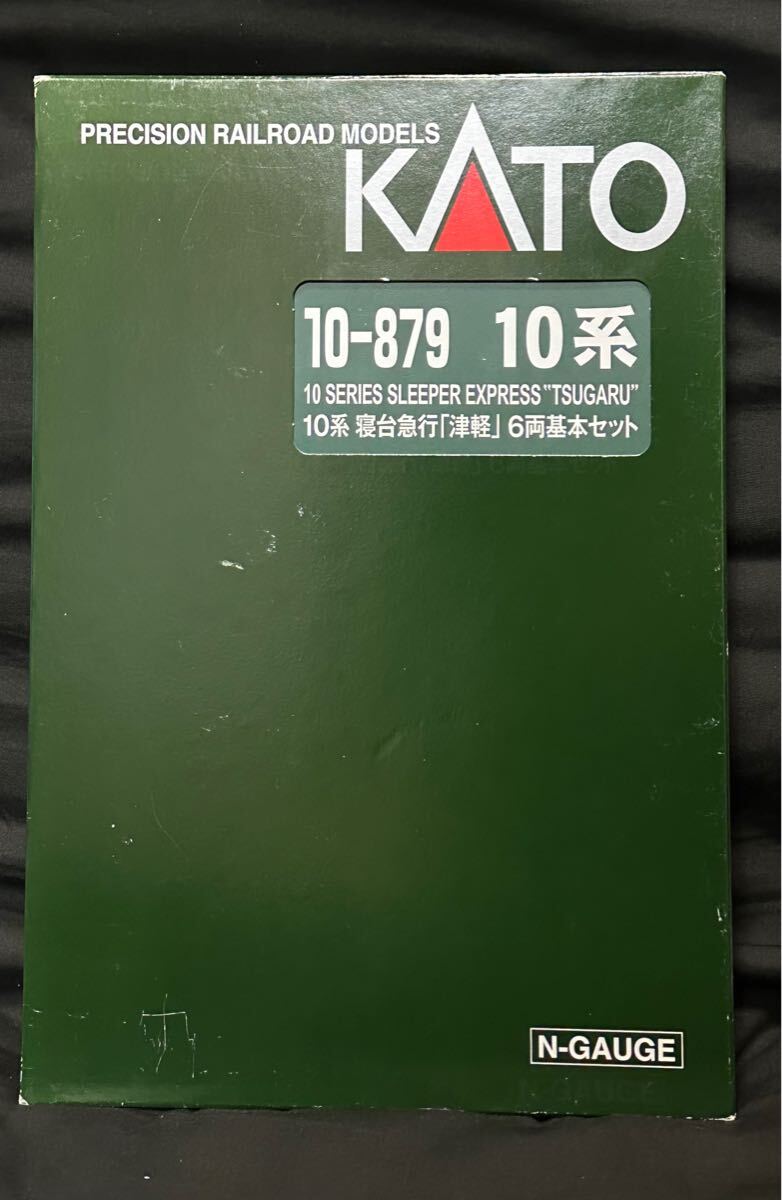 PRECISION RAILROAD MODELS
KATO
10-879 10系
10 SERIES SLEEPER EXPRESS "TSUGARU"
10系 寝台急行「津軽」 6両基本セット
N-GAUGE